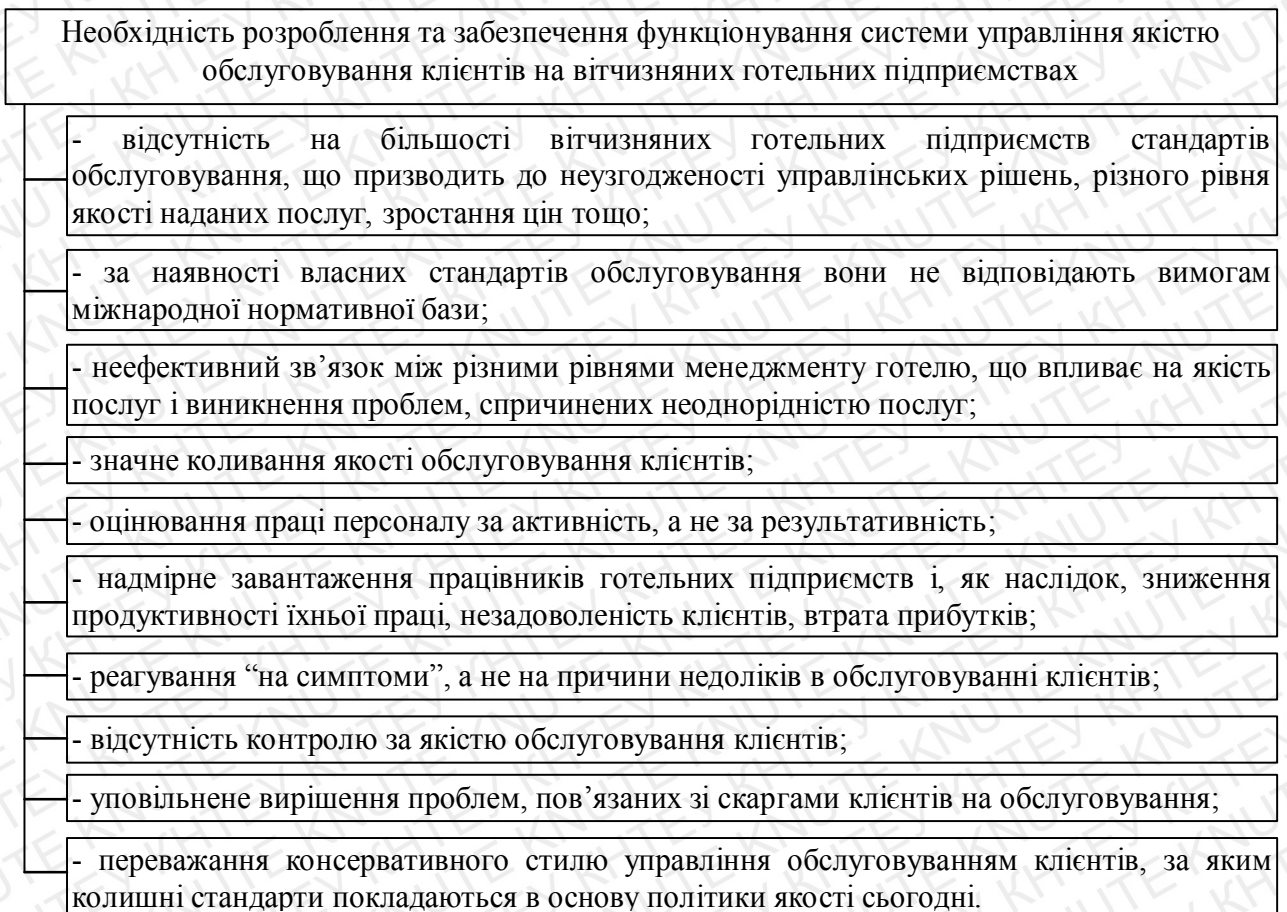 Необхідність розроблення та забезпечення функціонування системи управління якістю
обслуговування клієнтів на вітчизняних готельних підприємствах
- відсутність на більшості вітчизняних готельних підприємств стандартів
обслуговування, що призводить до неузгодженості управлінських рішень, різного рівня
якості наданих послуг, зростання цін тощо;
- за наявності власних стандартів обслуговування вони не відповідають вимогам
міжнародної нормативної бази;
- неефективний зв’язок між різними рівнями менеджменту готелю, що впливає на якість
послуг і виникнення проблем, спричинених неоднорідністю послуг;
- значне коливання якості обслуговування клієнтів;
- оцінювання праці персоналу за активність, а не за результативність;
- надмірне завантаження працівників готельних підприємств і, як наслідок, зниження
продуктивності їхньої праці, незадоволеність клієнтів, втрата прибутків;
- реагування “на симптоми”, а не на причини недоліків в обслуговуванні клієнтів;
- відсутність контролю за якістю обслуговування клієнтів;
- уповільнене вирішення проблем, пов’язаних зі скаргами клієнтів на обслуговування;
- переважання консервативного стилю управління обслуговуванням клієнтів, за яким
колишні стандарти покладаються в основу політики якості сьогодні.